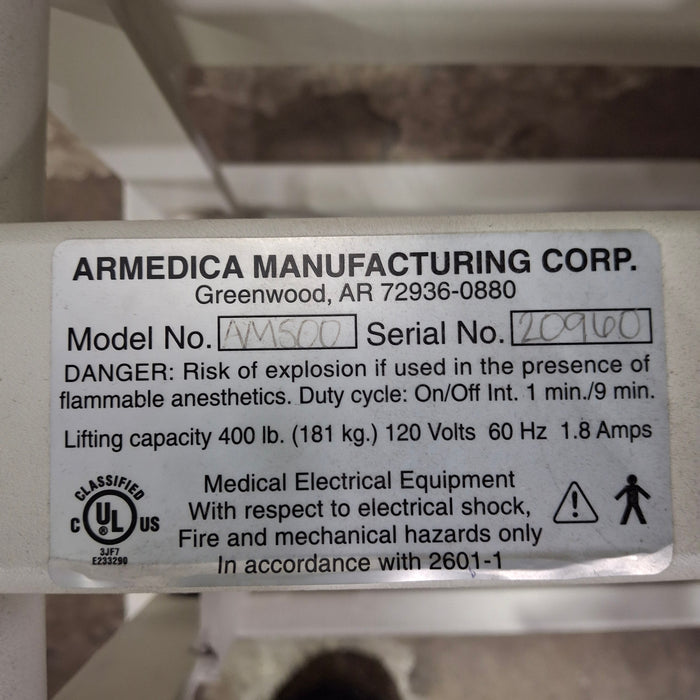 ARMEDICA MANUFACTURING CORP.
Greenwood, AR 72936-0880
Model No. AM500 Serial No. 20960
DANGER: Risk of explosion if used in the presence of
flammable anesthetics. Duty cycle: On/Off Int. 1 min./9 min.
Lifting capacity 400 lb. (181 kg.) 120 Volts 60 Hz 1.8 Amps
CLASSIFIED
C UL ® US
3JF7
E233290
Medical Electrical Equipment
With respect to electrical shock,
Fire and mechanical hazards only
In accordance with 2601-1